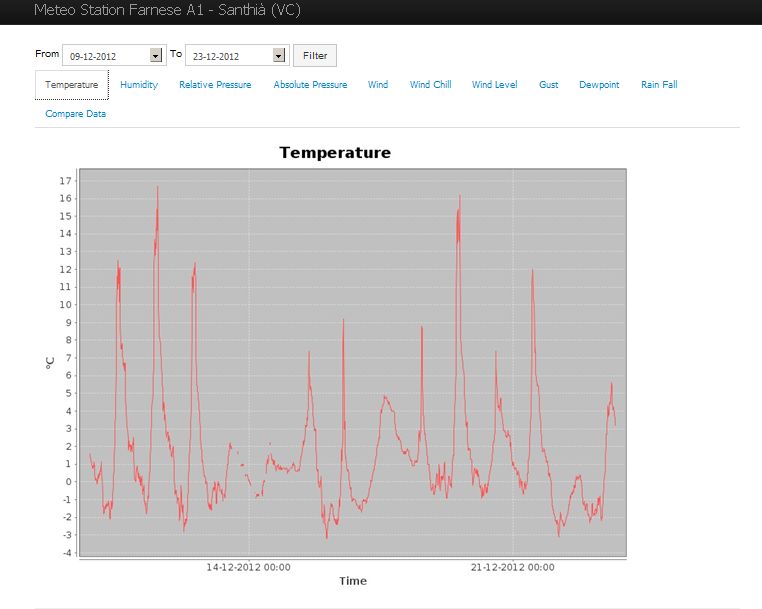 Meteo Station Farnese A1 - Santhià (VC)
From 09-12-2012 To 23-12-2012 Filter
Temperature Humidity Relative Pressure Absolute Pressure Wind Wind Chill Wind Level Gust Dewpoint Rain Fall
Compare Data
Temperature
17
16
15
14
13
12
11
10
9
8
7
6
5
4
3
2
1
0
-1
-2
-3
-4
°C
14-12-2012 00:00 21-12-2012 00:00
Time